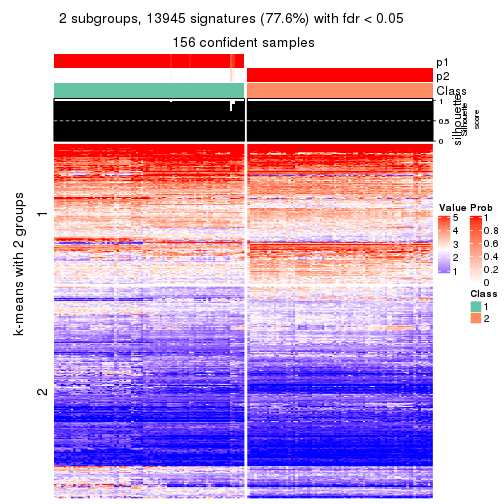 2 subgroups, 13945 signatures (77.6%) with fdr < 0.05
156 confident samples
p1
p2
Class
1
0.5
0
silhouette
Silhouette
score
k-means with 2 groups
1
2
Value
5
4
3
2
1
Prob
1
0.8
0.6
0.4
0.2
0
Class
1
2